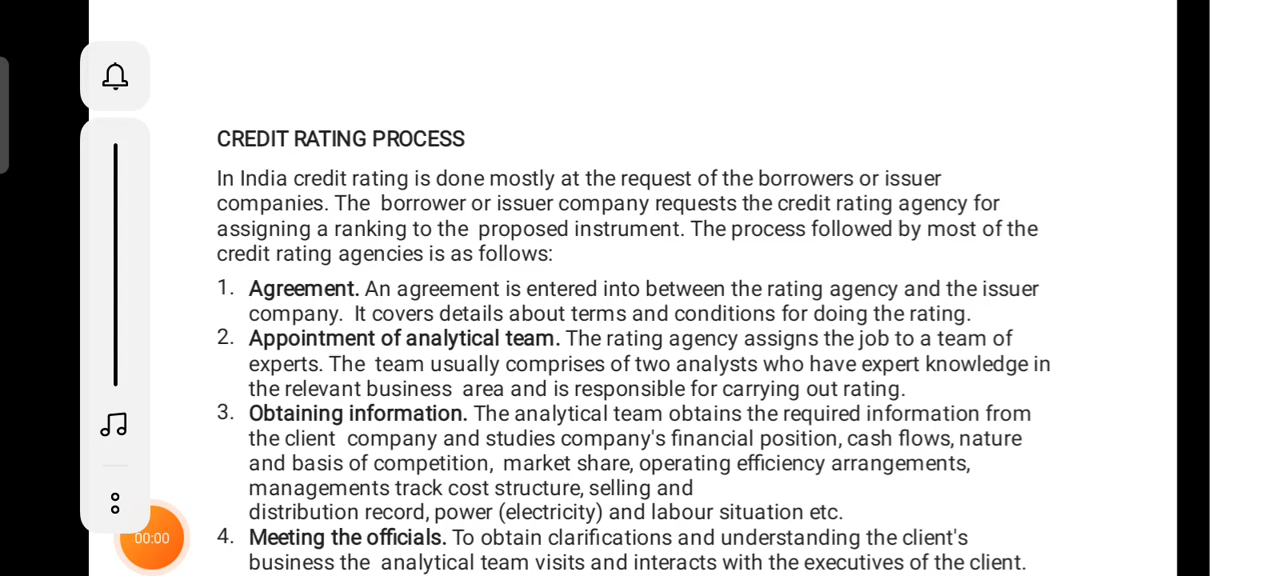 CREDIT RATING PROCESS
In India credit rating is done mostly at the request of the borrowers or issuer
companies. The borrower or issuer company requests the credit rating agency for
assigning a ranking to the proposed instrument. The process followed by most of the
credit rating agencies is as follows:
1. Agreement. An agreement is entered into between the rating agency and the issuer
company. It covers details about terms and conditions for doing the rating.
2. Appointment of analytical team. The rating agency assigns the job to a team of
experts. The team usually comprises of two analysts who have expert knowledge in
the relevant business area and is responsible for carrying out rating.
3. Obtaining information. The analytical team obtains the required information from
the client company and studies company's financial position, cash flows, nature
and basis of competition, market share, operating efficiency arrangements,
managements track cost structure, selling and
distribution record, power (electricity) and labour situation etc.
4. Meeting the officials. To obtain clarifications and understanding the client's
business the analytical team visits and interacts with the executives of the client.
00:00